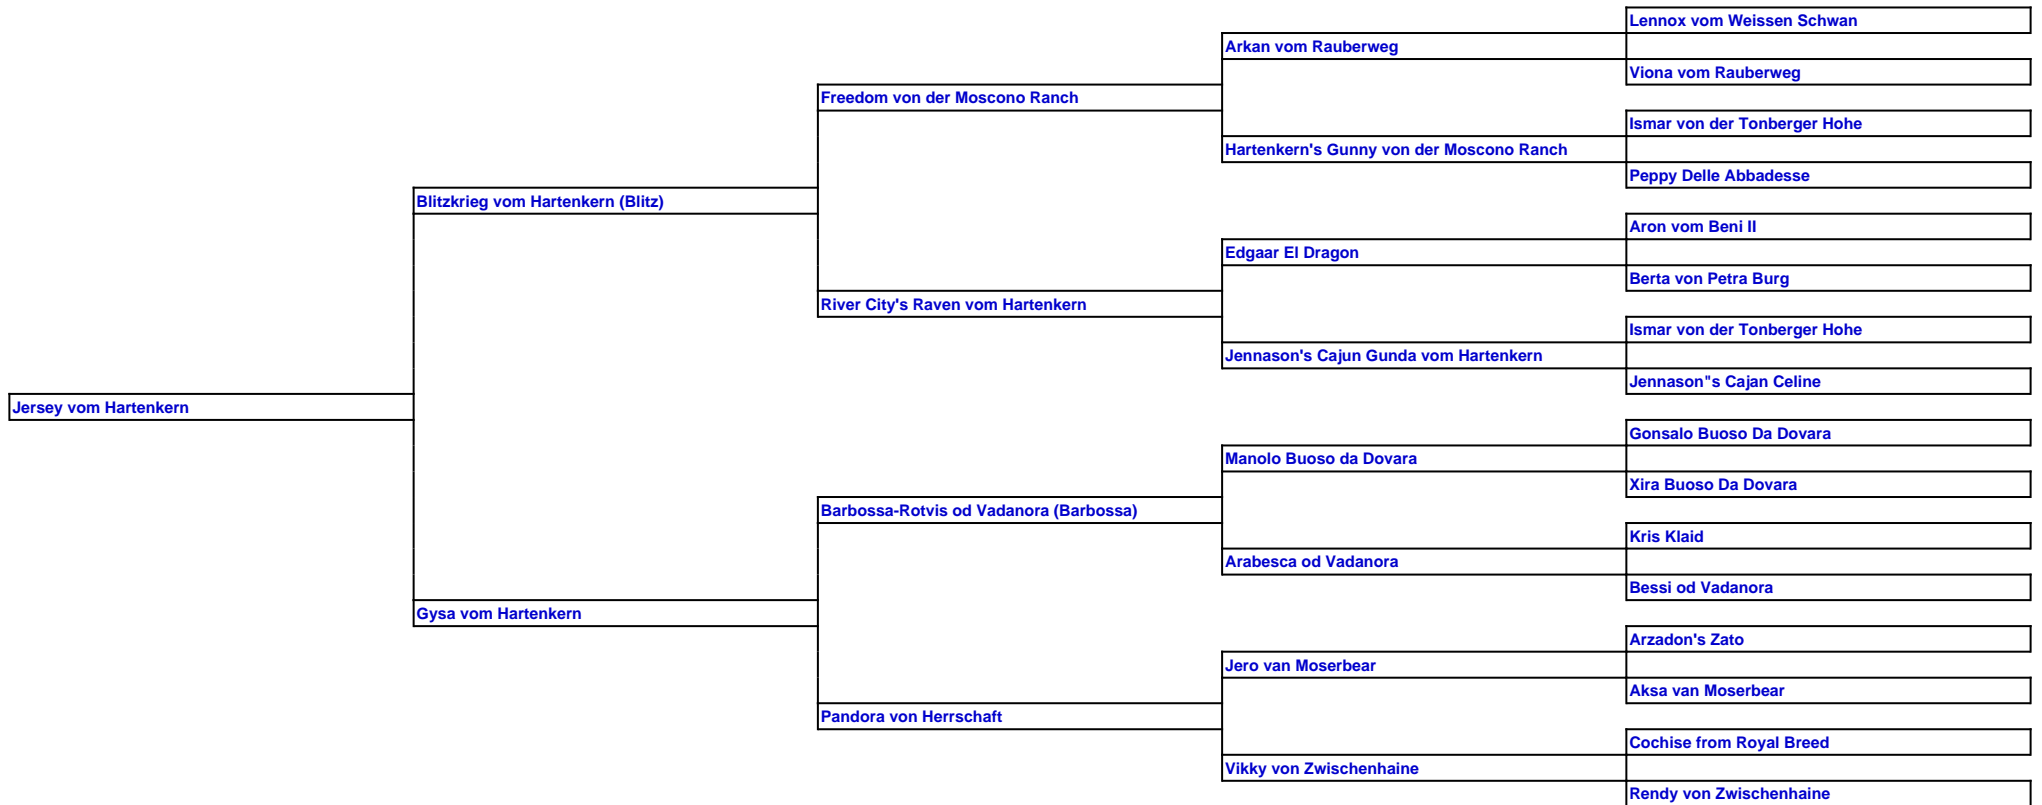 Lennox vom Weissen Schwan
Arkan vom Rauberweg
Viona vom Rauberweg
Freedom von der Moscono Ranch
Ismar von der Tonberger Hohe
Hartenkern's Gunny von der Moscono Ranch
Peppy Delle Abbadesse
Blitzkrieg vom Hartenkern (Blitz)
Aron vom Beni II
Edgaar El Dragon
Berta von Petra Burg
River City's Raven vom Hartenkern
Ismar von der Tonberger Hohe
Jennason's Cajun Gunda vom Hartenkern
Jennason"s Cajan Celine
Jersey vom Hartenkern
Gonsalo Buoso Da Dovara
Manolo Buoso da Dovara
Xira Buoso Da Dovara
Barbossa-Rotvis od Vadanora (Barbossa)
Kris Klaid
Arabesca od Vadanora
Bessi od Vadanora
Gysa vom Hartenkern
Arzadon's Zato
Jero van Moserbear
Aksa van Moserbear
Pandora von Herrschaft
Cochise from Royal Breed
Vikky von Zwischenhaine
Rendy von Zwischenhaine